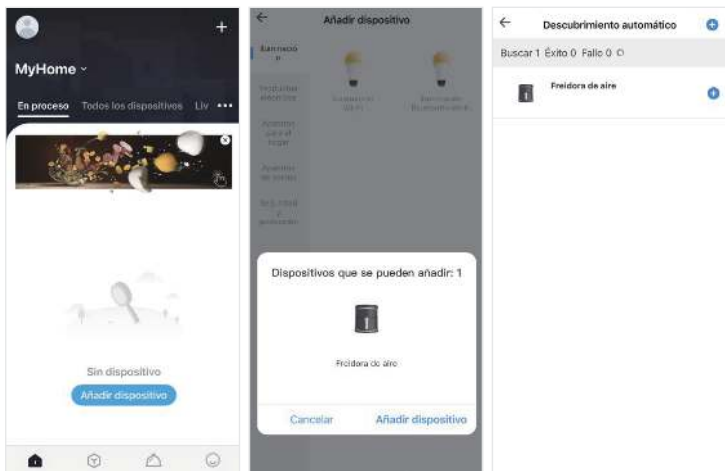 MyHome
En proceso Todos los dispositivos Liv
Sin dispositivo
Añadir dispositivo
Añadir dispositivo
Iluminació
n
Dispositivos que se pueden añadir: 1
Freidora de aire
Cancelar Añadir dispositivo
Descubrimiento automático
Buscar 1 Éxito 0 Fallo 0
Freidora de aire